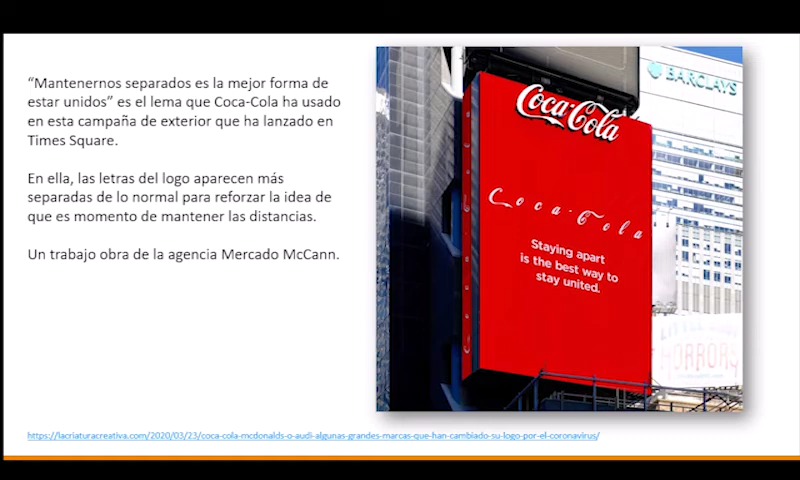 “Mantenernos separados es la mejor forma de
estar unidos” es el lema que Coca-Cola ha usado
en esta campaña de exterior que ha lanzado en
Times Square.
En ella, las letras del logo aparecen más
separadas de lo normal para reforzar la idea de
que es momento de mantener las distancias.
Un trabajo obra de la agencia Mercado McCann.
BARCLAYS
Coca-Cola
Coca-Cola
Staying apart
is the best way to
stay united.
HORRORS
https://lacriaturacreativa.com/2020/03/23/coca-cola-mcdonalds-o-audi-algunas-grandes-marcas-que-han-cambiado-su-logo-por-el-coronavirus/